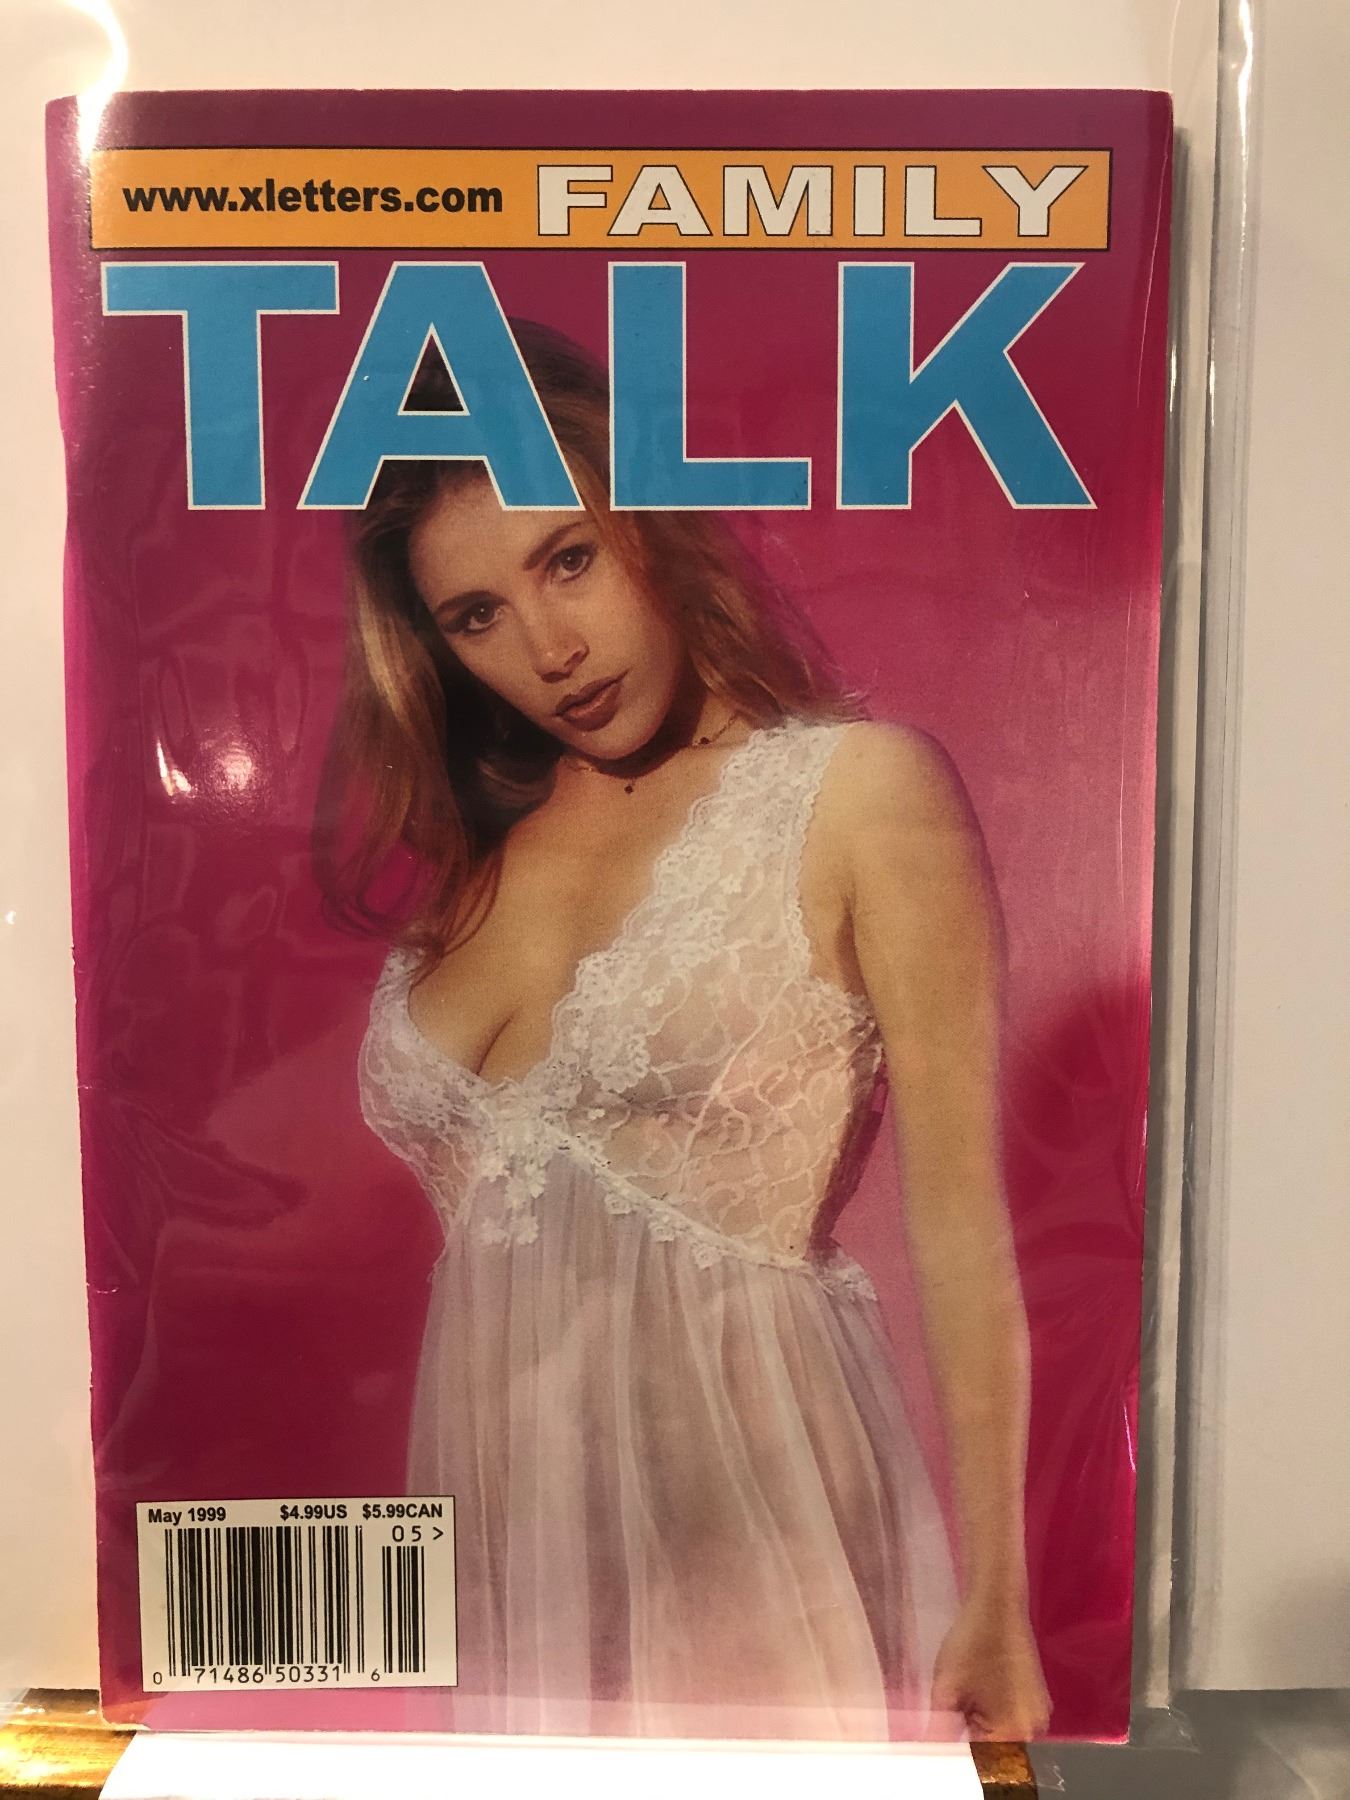 www.xletters.com FAMILY
TALK
May 1999 $4.99US $5.99CAN
05 >
0 71486 50331 6